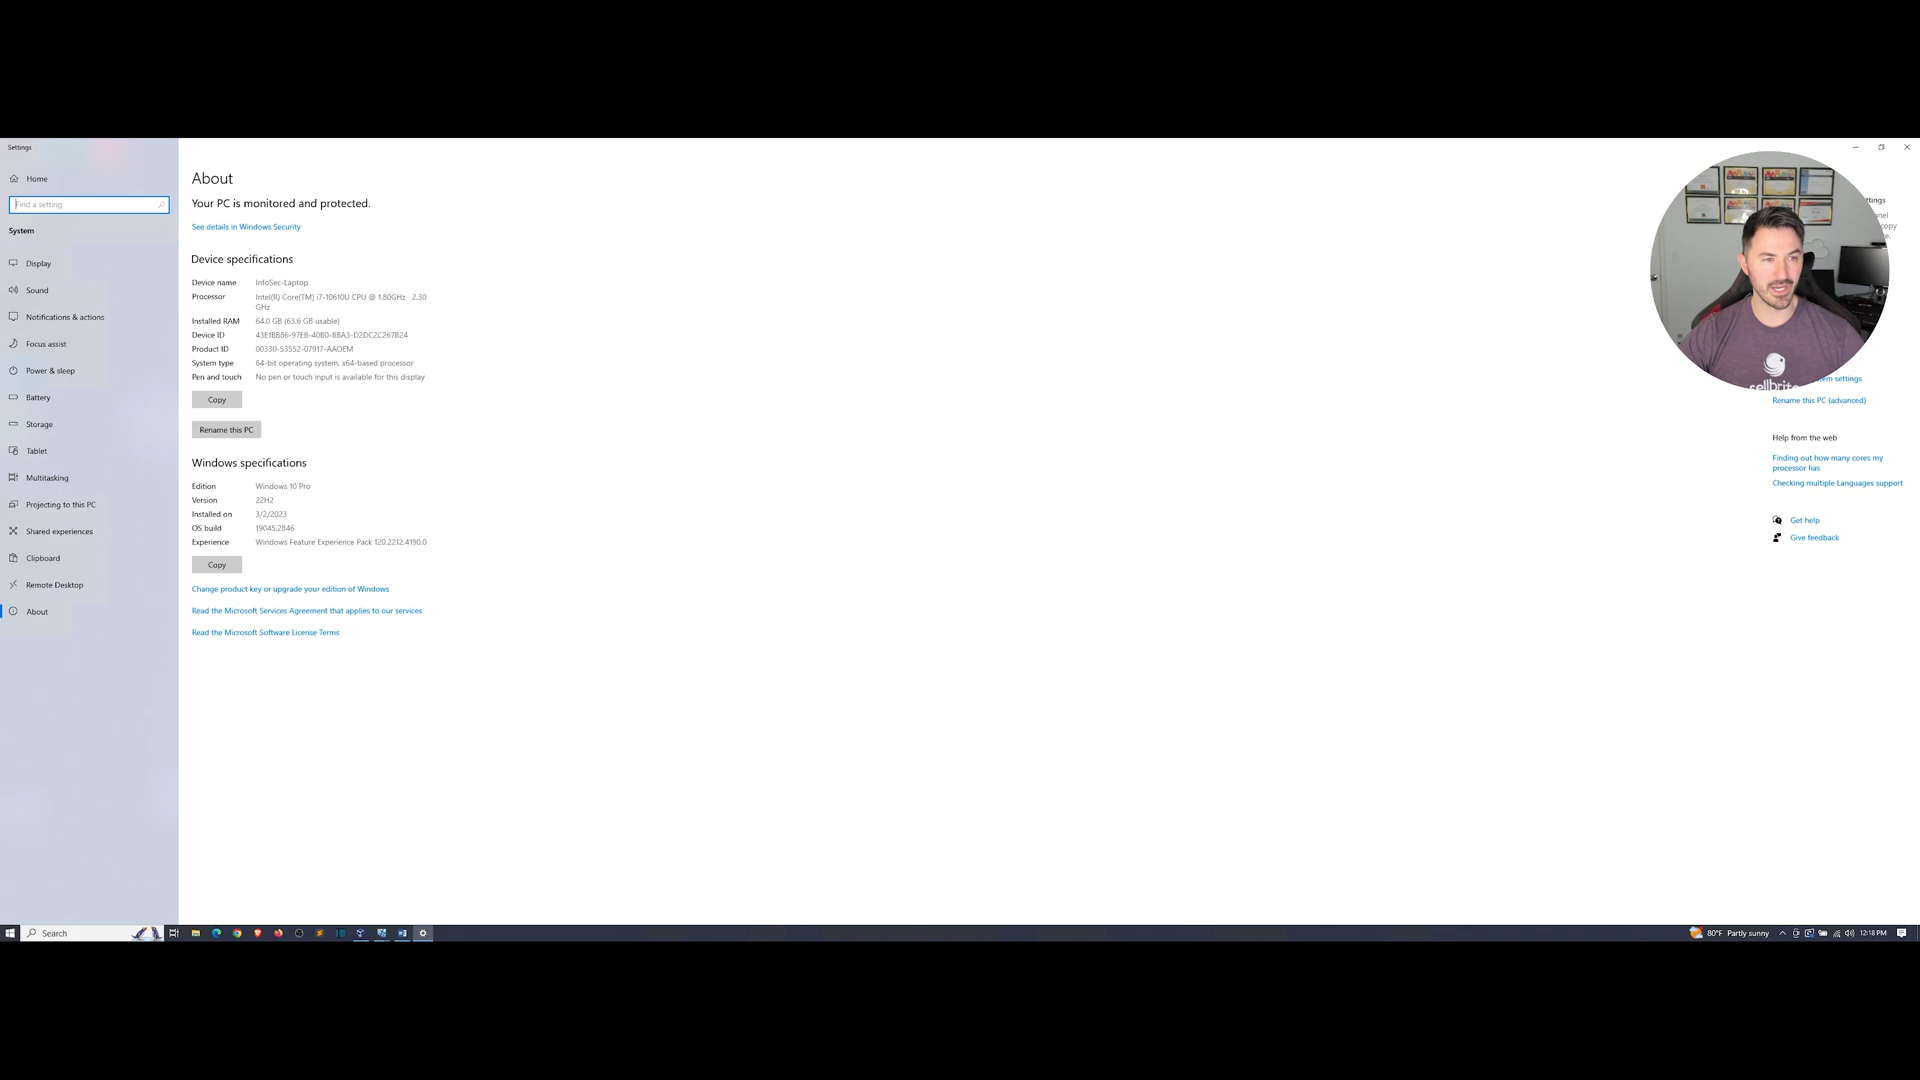 Settings
Home
Find a setting
System
Display
Sound
Notifications & actions
Focus assist
Power & sleep
Battery
Storage
Tablet
Multitasking
Projecting to this PC
Shared experiences
Clipboard
Remote Desktop
About
About
Your PC is monitored and protected.
See details in Windows Security
Device specifications
Device name InfoSec-Laptop
Processor Intel(R) Core(TM) i7-10610U CPU @ 1.80GHz 2.30
GHz
Installed RAM 64.0 GB (63.6 GB usable)
Device ID 43E1BB86-97EB-40B0-BBA3-D2DC2C267B24
Product ID 00330-53552-07917-AAOEM
System type 64-bit operating system, x64-based processor
Pen and touch No pen or touch input is available for this display
Copy
Rename this PC
Windows specifications
Edition Windows 10 Pro
Version 22H2
Installed on 3/2/2023
OS build 19045.2846
Experience Windows Feature Experience Pack 120.2212.4190.0
Copy
Change product key or upgrade your edition of Windows
Read the Microsoft Services Agreement that applies to our services
Read the Microsoft Software License Terms
copy
sellbrite
settings
Rename this PC (advanced)
Help from the web
Finding out how many cores my
processor has
Checking multiple Languages support
Get help
Give feedback
Search
80°F Partly sunny
12:18 PM